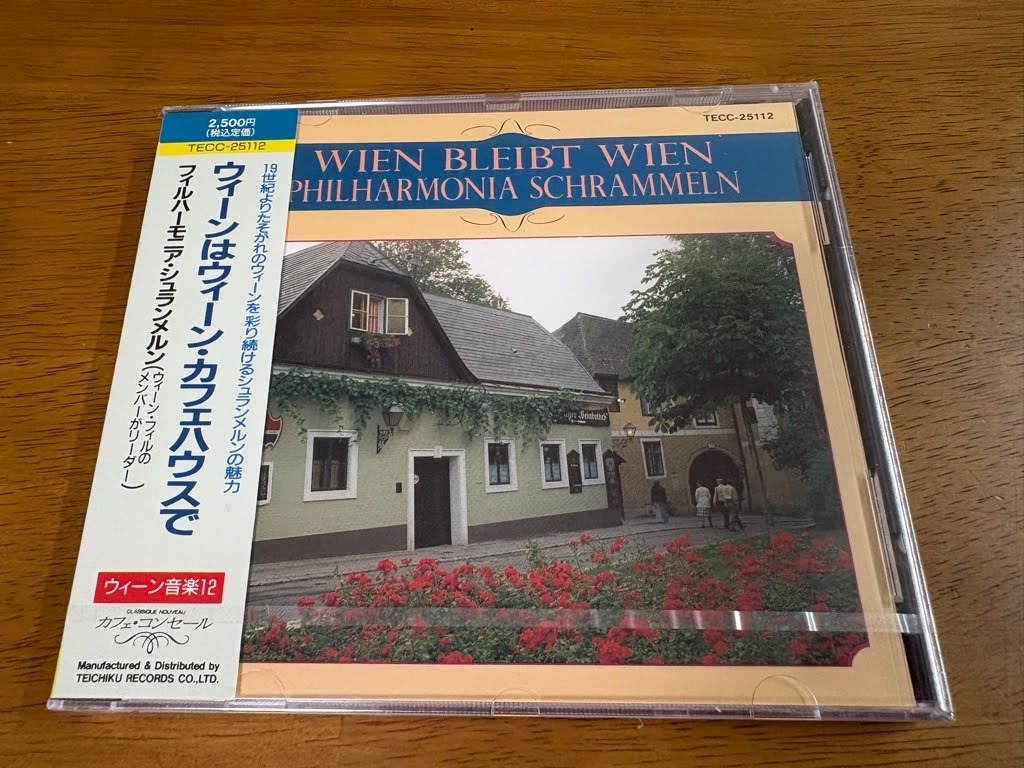 2,500円
(税込定価)
TECC-25112
19世紀よりたそがれのウィーンを彩り続けるシュランメルンの魅力
ウィーンはウィーン・カフェハウスで
フィルハーモニア・シュランメルン(ウィーン・フィルの
メンバーがリーダー)
ウィーン音楽12
CLASSIQUE NOUVEAU
カフェ・コンセール
Manufactured & Distributed by
TEICHIKU RECORDS CO.,LTD.
TECC-25112
WIEN BLEIBT WIEN
PHILHARMONIA SCHRAMMELN